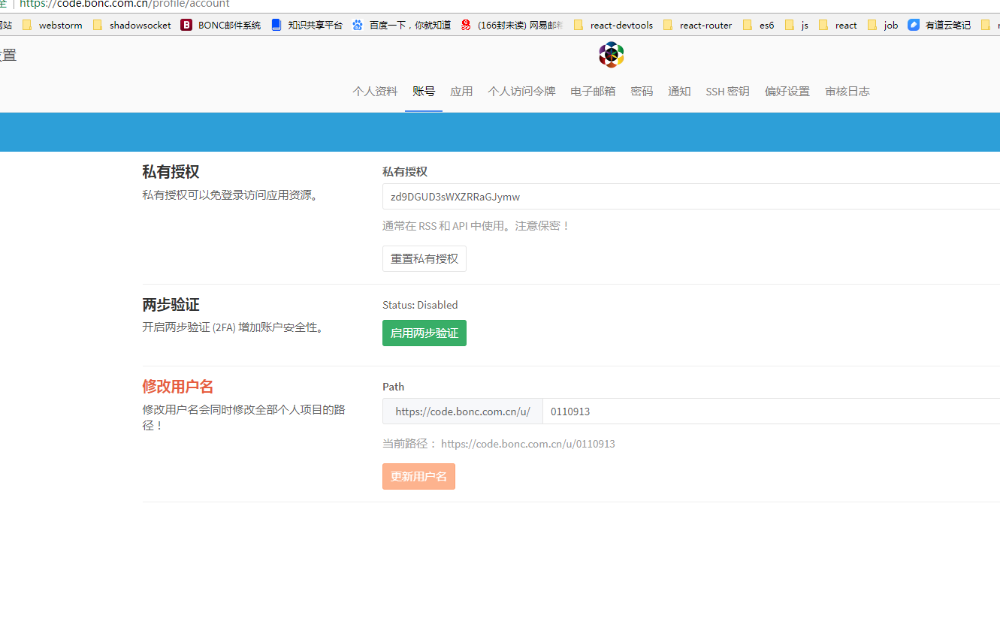 https://code.bonc.com.cn/profile/account
webstorm shadowsocket BONC邮件系统 知识共享平台 百度一下，你就知道 (166封未读) 网易邮 react-devtools react-router es6 js react job 有道云笔记
置
个人资料 账号 应用 个人访问令牌 电子邮箱 密码 通知 SSH 密钥 偏好设置 审核日志
私有授权
私有授权可以免登录访问应用资源。
私有授权
zd9DGUD3sWXZRRaGJymw
通常在 RSS 和 API 中使用。注意保密！
重置私有授权
两步验证
开启两步验证 (2FA) 增加账户安全性。
Status: Disabled
启用两步验证
修改用户名
修改用户名会同时修改全部个人项目的路
径！
Path
https://code.bonc.com.cn/u/ 0110913
当前路径： https://code.bonc.com.cn/u/0110913
更新用户名